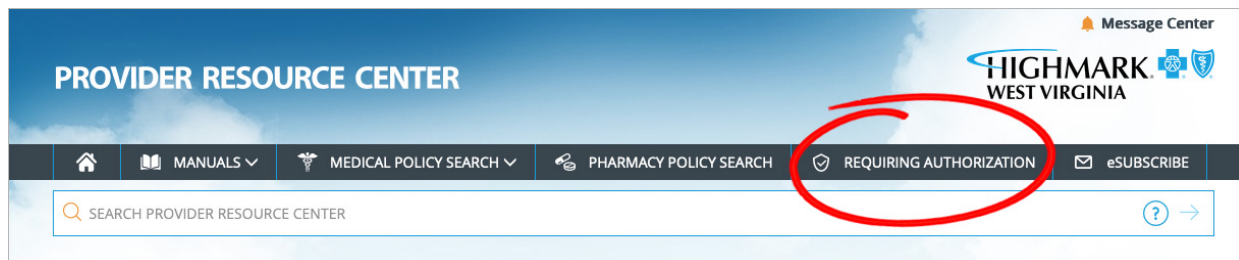 Message Center
PROVIDER RESOURCE CENTER
HIGHMARK.
WEST VIRGINIA
MANUALS
MEDICAL POLICY SEARCH
PHARMACY POLICY SEARCH
REQUIRING AUTHORIZATION
eSUBSCRIBE
SEARCH PROVIDER RESOURCE CENTER
?